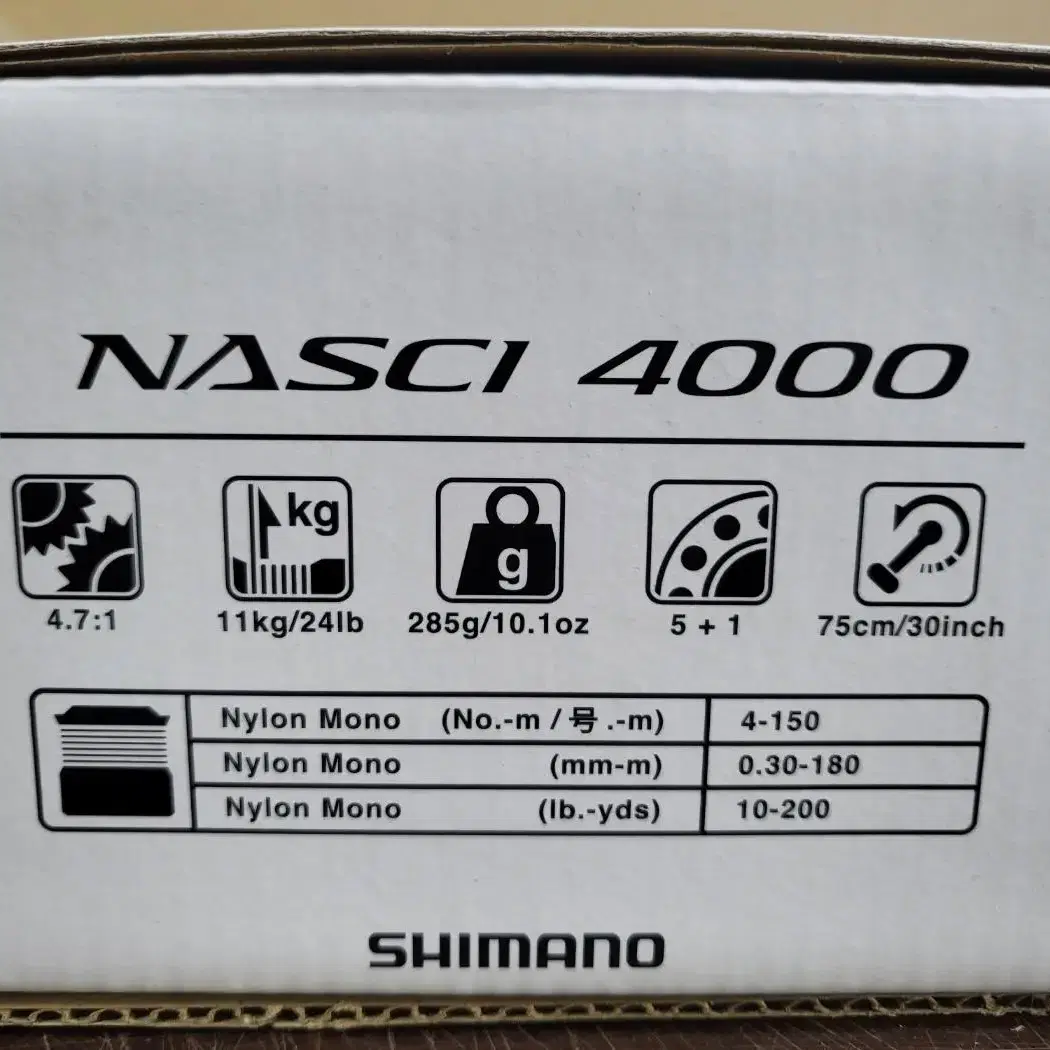 NASCI 4000
kg
g
4.7:1 11kg/24lb 285g/10.1oz 5 + 1 75cm/30inch
Nylon Mono (No.-m / 号 .-m) 4-150
Nylon Mono (mm-m) 0.30-180
Nylon Mono (lb.-yds) 10-200
SHIMANO